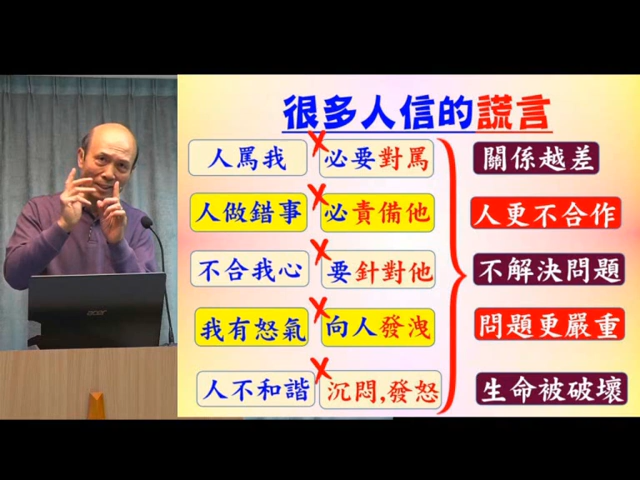 很多人信的謊言
人罵我 必要對罵 關係越差
人做錯事 必責備他 人更不合作
不合我心 要針對他 不解決問題
我有怒氣 向人發洩 問題更嚴重
人不和諧 沉悶,發怒 生命被破壞
acer